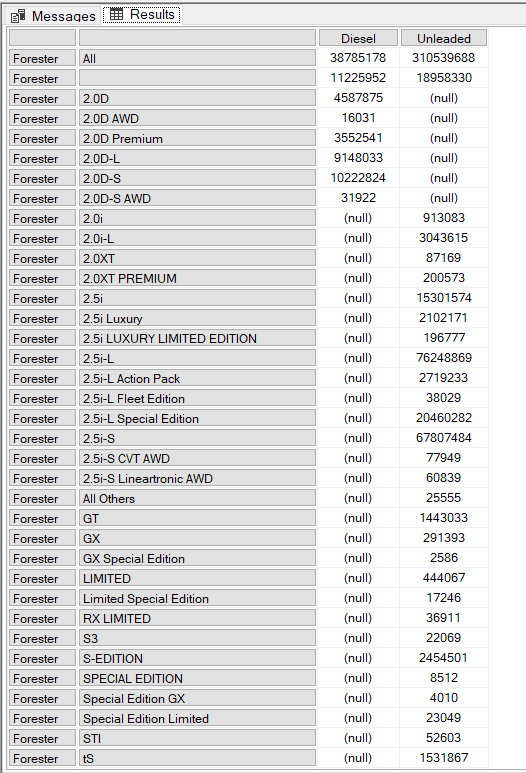 Messages Results
Diesel Unleaded
Forester All 38785178 310539688
Forester 11225952 18958330
Forester 2.0D 4587875 (null)
Forester 2.0D AWD 16031 (null)
Forester 2.0D Premium 3552541 (null)
Forester 2.0D-L 9148033 (null)
Forester 2.0D-S 10222824 (null)
Forester 2.0D-S AWD 31922 (null)
Forester 2.0i (null) 913083
Forester 2.0i-L (null) 3043615
Forester 2.0XT (null) 87169
Forester 2.0XT PREMIUM (null) 200573
Forester 2.5i (null) 15301574
Forester 2.5i Luxury (null) 2102171
Forester 2.5i LUXURY LIMITED EDITION (null) 196777
Forester 2.5i-L (null) 76248869
Forester 2.5i-L Action Pack (null) 2719233
Forester 2.5i-L Fleet Edition (null) 38029
Forester 2.5i-L Special Edition (null) 20460282
Forester 2.5i-S (null) 67807484
Forester 2.5i-S CVT AWD (null) 77949
Forester 2.5i-S Lineartronic AWD (null) 60839
Forester All Others (null) 25555
Forester GT (null) 1443033
Forester GX (null) 291393
Forester GX Special Edition (null) 2586
Forester LIMITED (null) 444067
Forester Limited Special Edition (null) 17246
Forester RX LIMITED (null) 36911
Forester S3 (null) 22069
Forester S-EDITION (null) 2454501
Forester SPECIAL EDITION (null) 8512
Forester Special Edition GX (null) 4010
Forester Special Edition Limited (null) 23049
Forester STI (null) 52603
Forester tS (null) 1531867